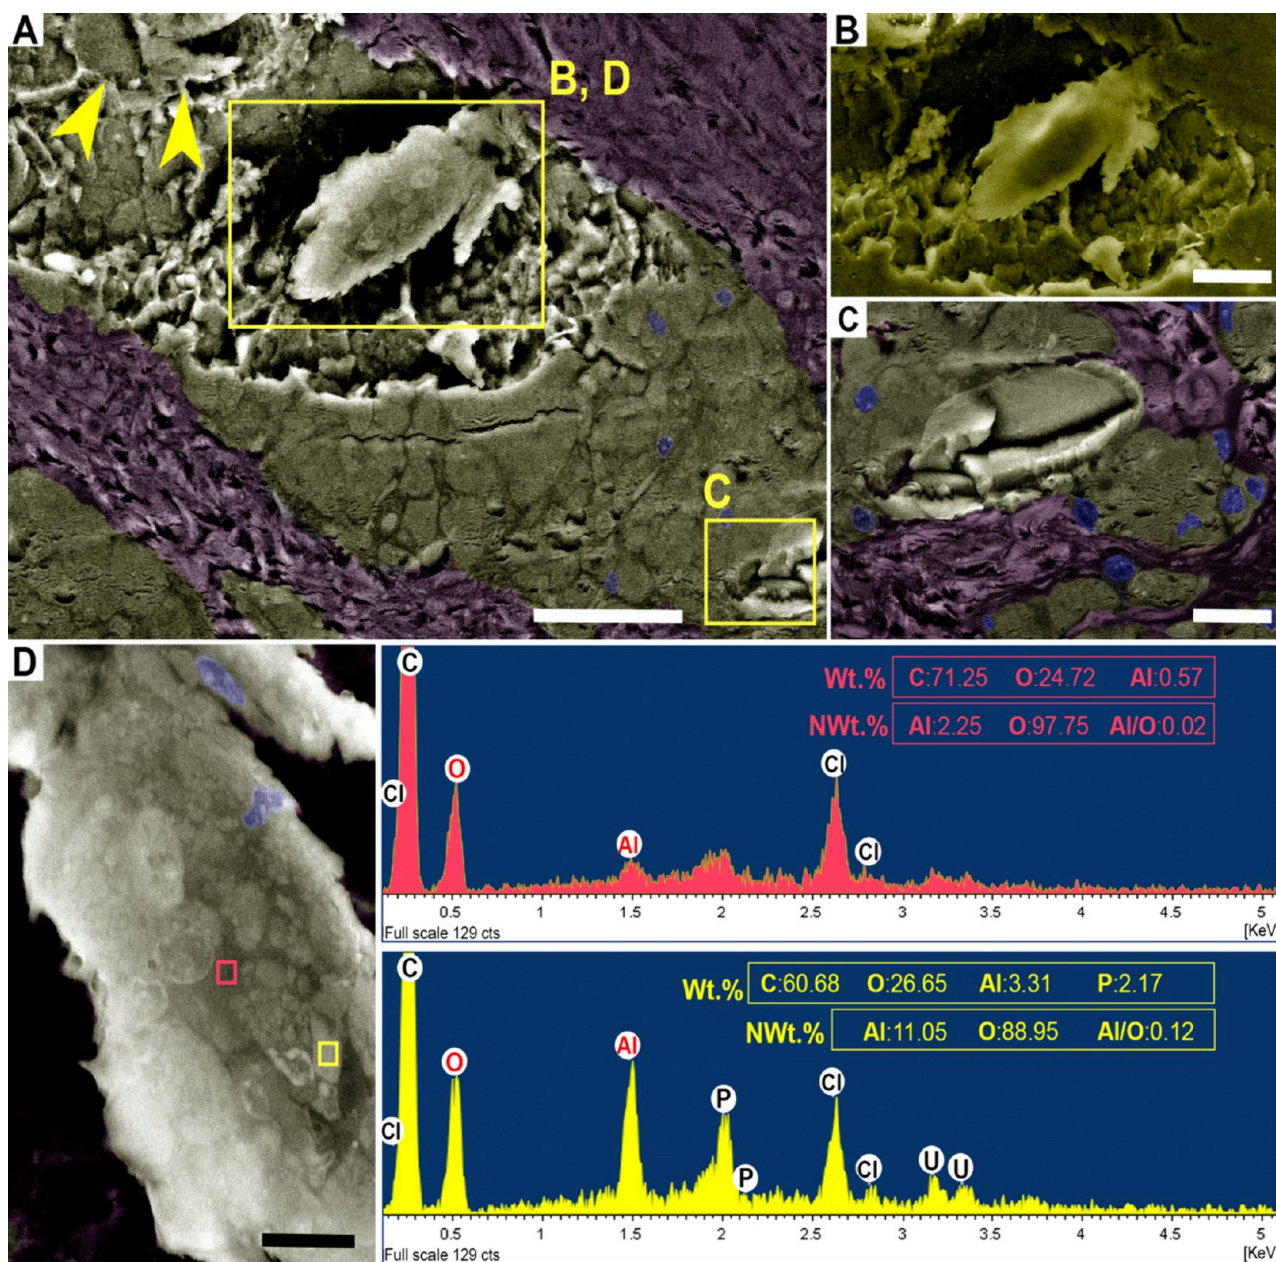 A
B, D
C
B
C
D
C
O
Cl
Al
Cl
Cl
Wt.% C:71.25 O:24.72 Al:0.57
NWt.% Al:2.25 O:97.75 Al/O:0.02
0.5 1 1.5 2 2.5 3 3.5 4 4.5 5
Full scale 129 cts [KeV
C
O
Cl
Al
P
P
Cl
Cl
U
U
Wt.% C:60.68 O:26.65 Al:3.31 P:2.17
NWt.% Al:11.05 O:88.95 Al/O:0.12
0.5 1 1.5 2 2.5 3 3.5 4 4.5 5
Full scale 129 cts [KeV